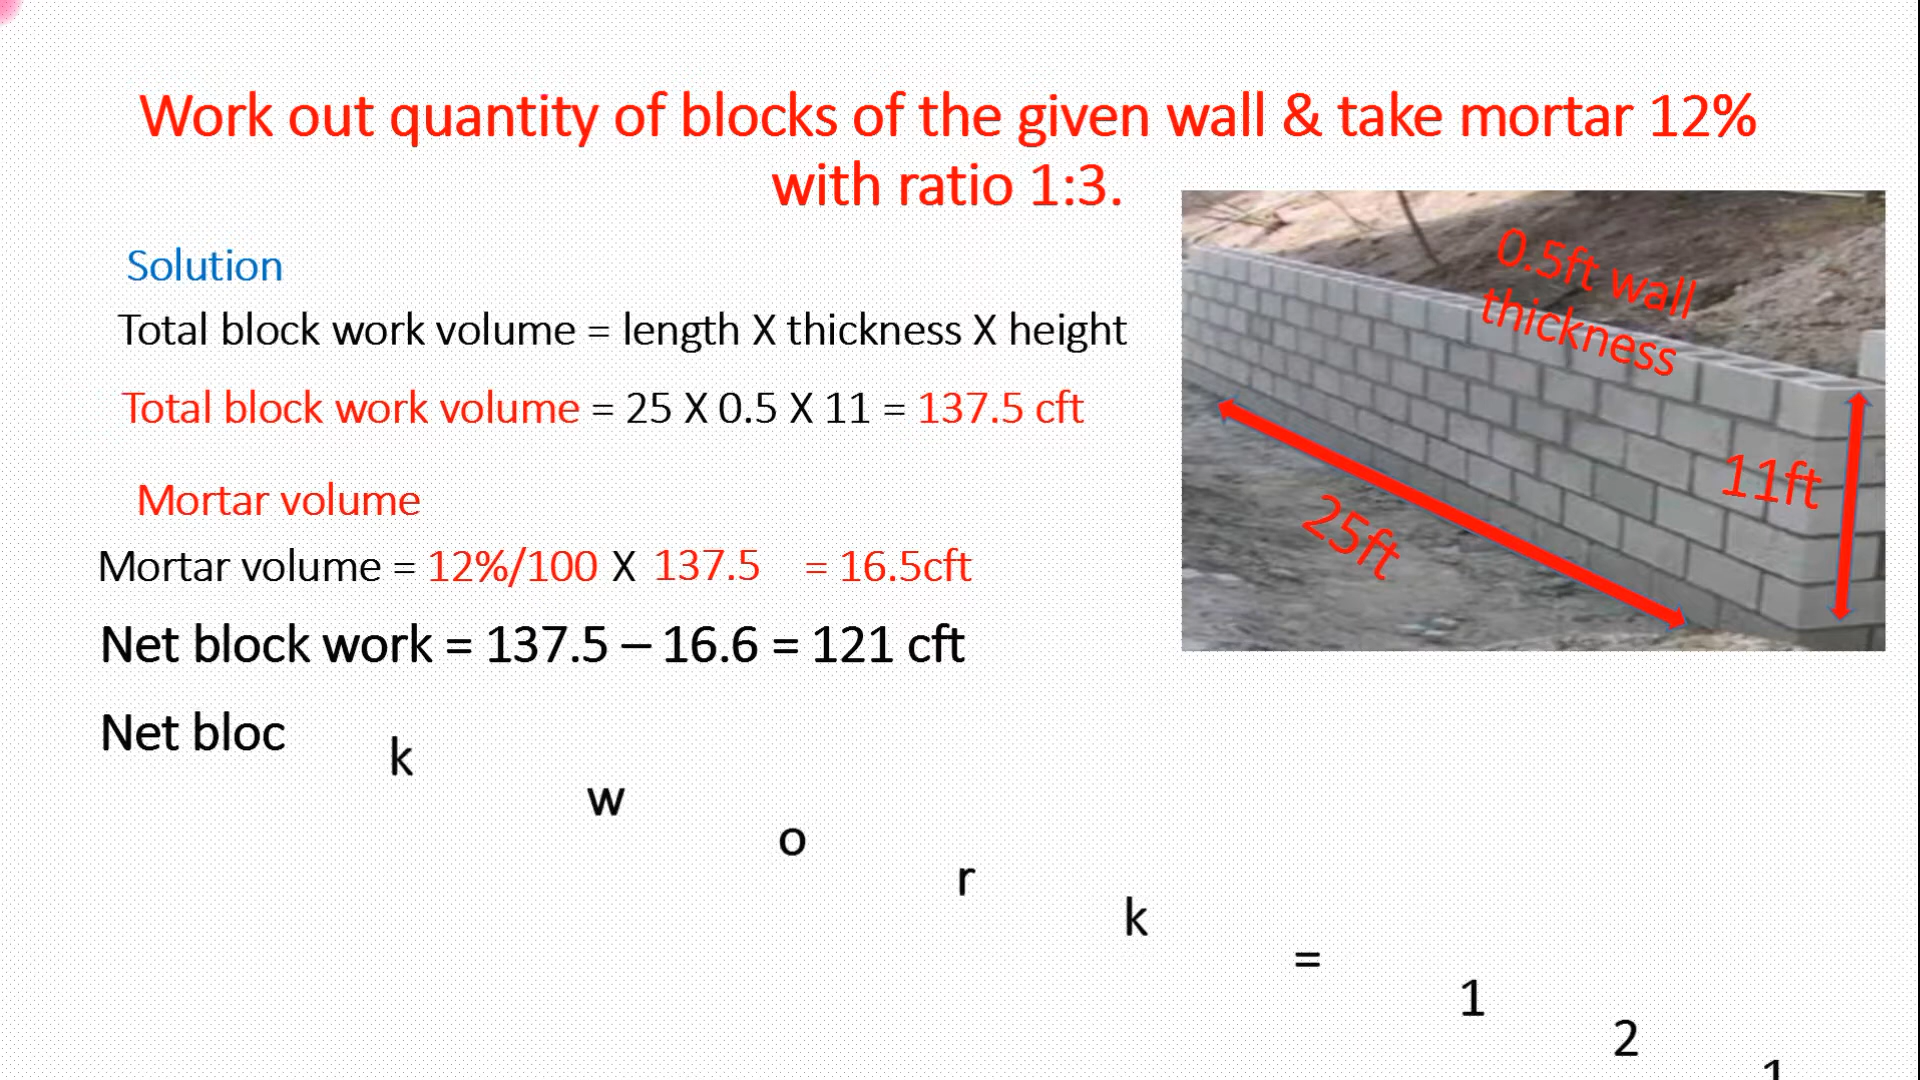 Work out quantity of blocks of the given wall & take mortar 12%
with ratio 1:3.
Solution
Total block work volume = length X thickness X height
Total block work volume = 25 X 0.5 X 11 = 137.5 cft
Mortar volume
Mortar volume = 12%/100 X 137.5 = 16.5cft
Net block work = 137.5 – 16.6 = 121 cft
Net block work = 121
0.5ft wall
thickness
11ft
25ft